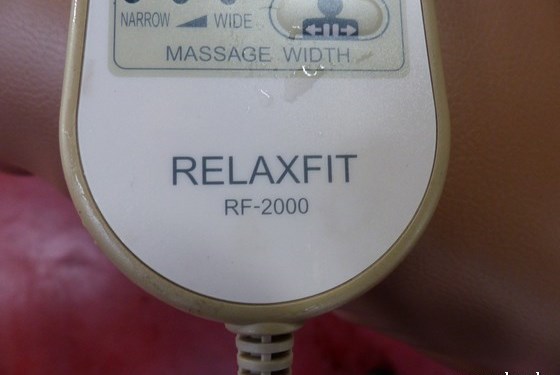 NARROW WIDE
MASSAGE WIDTH
RELAXFIT
RF-2000